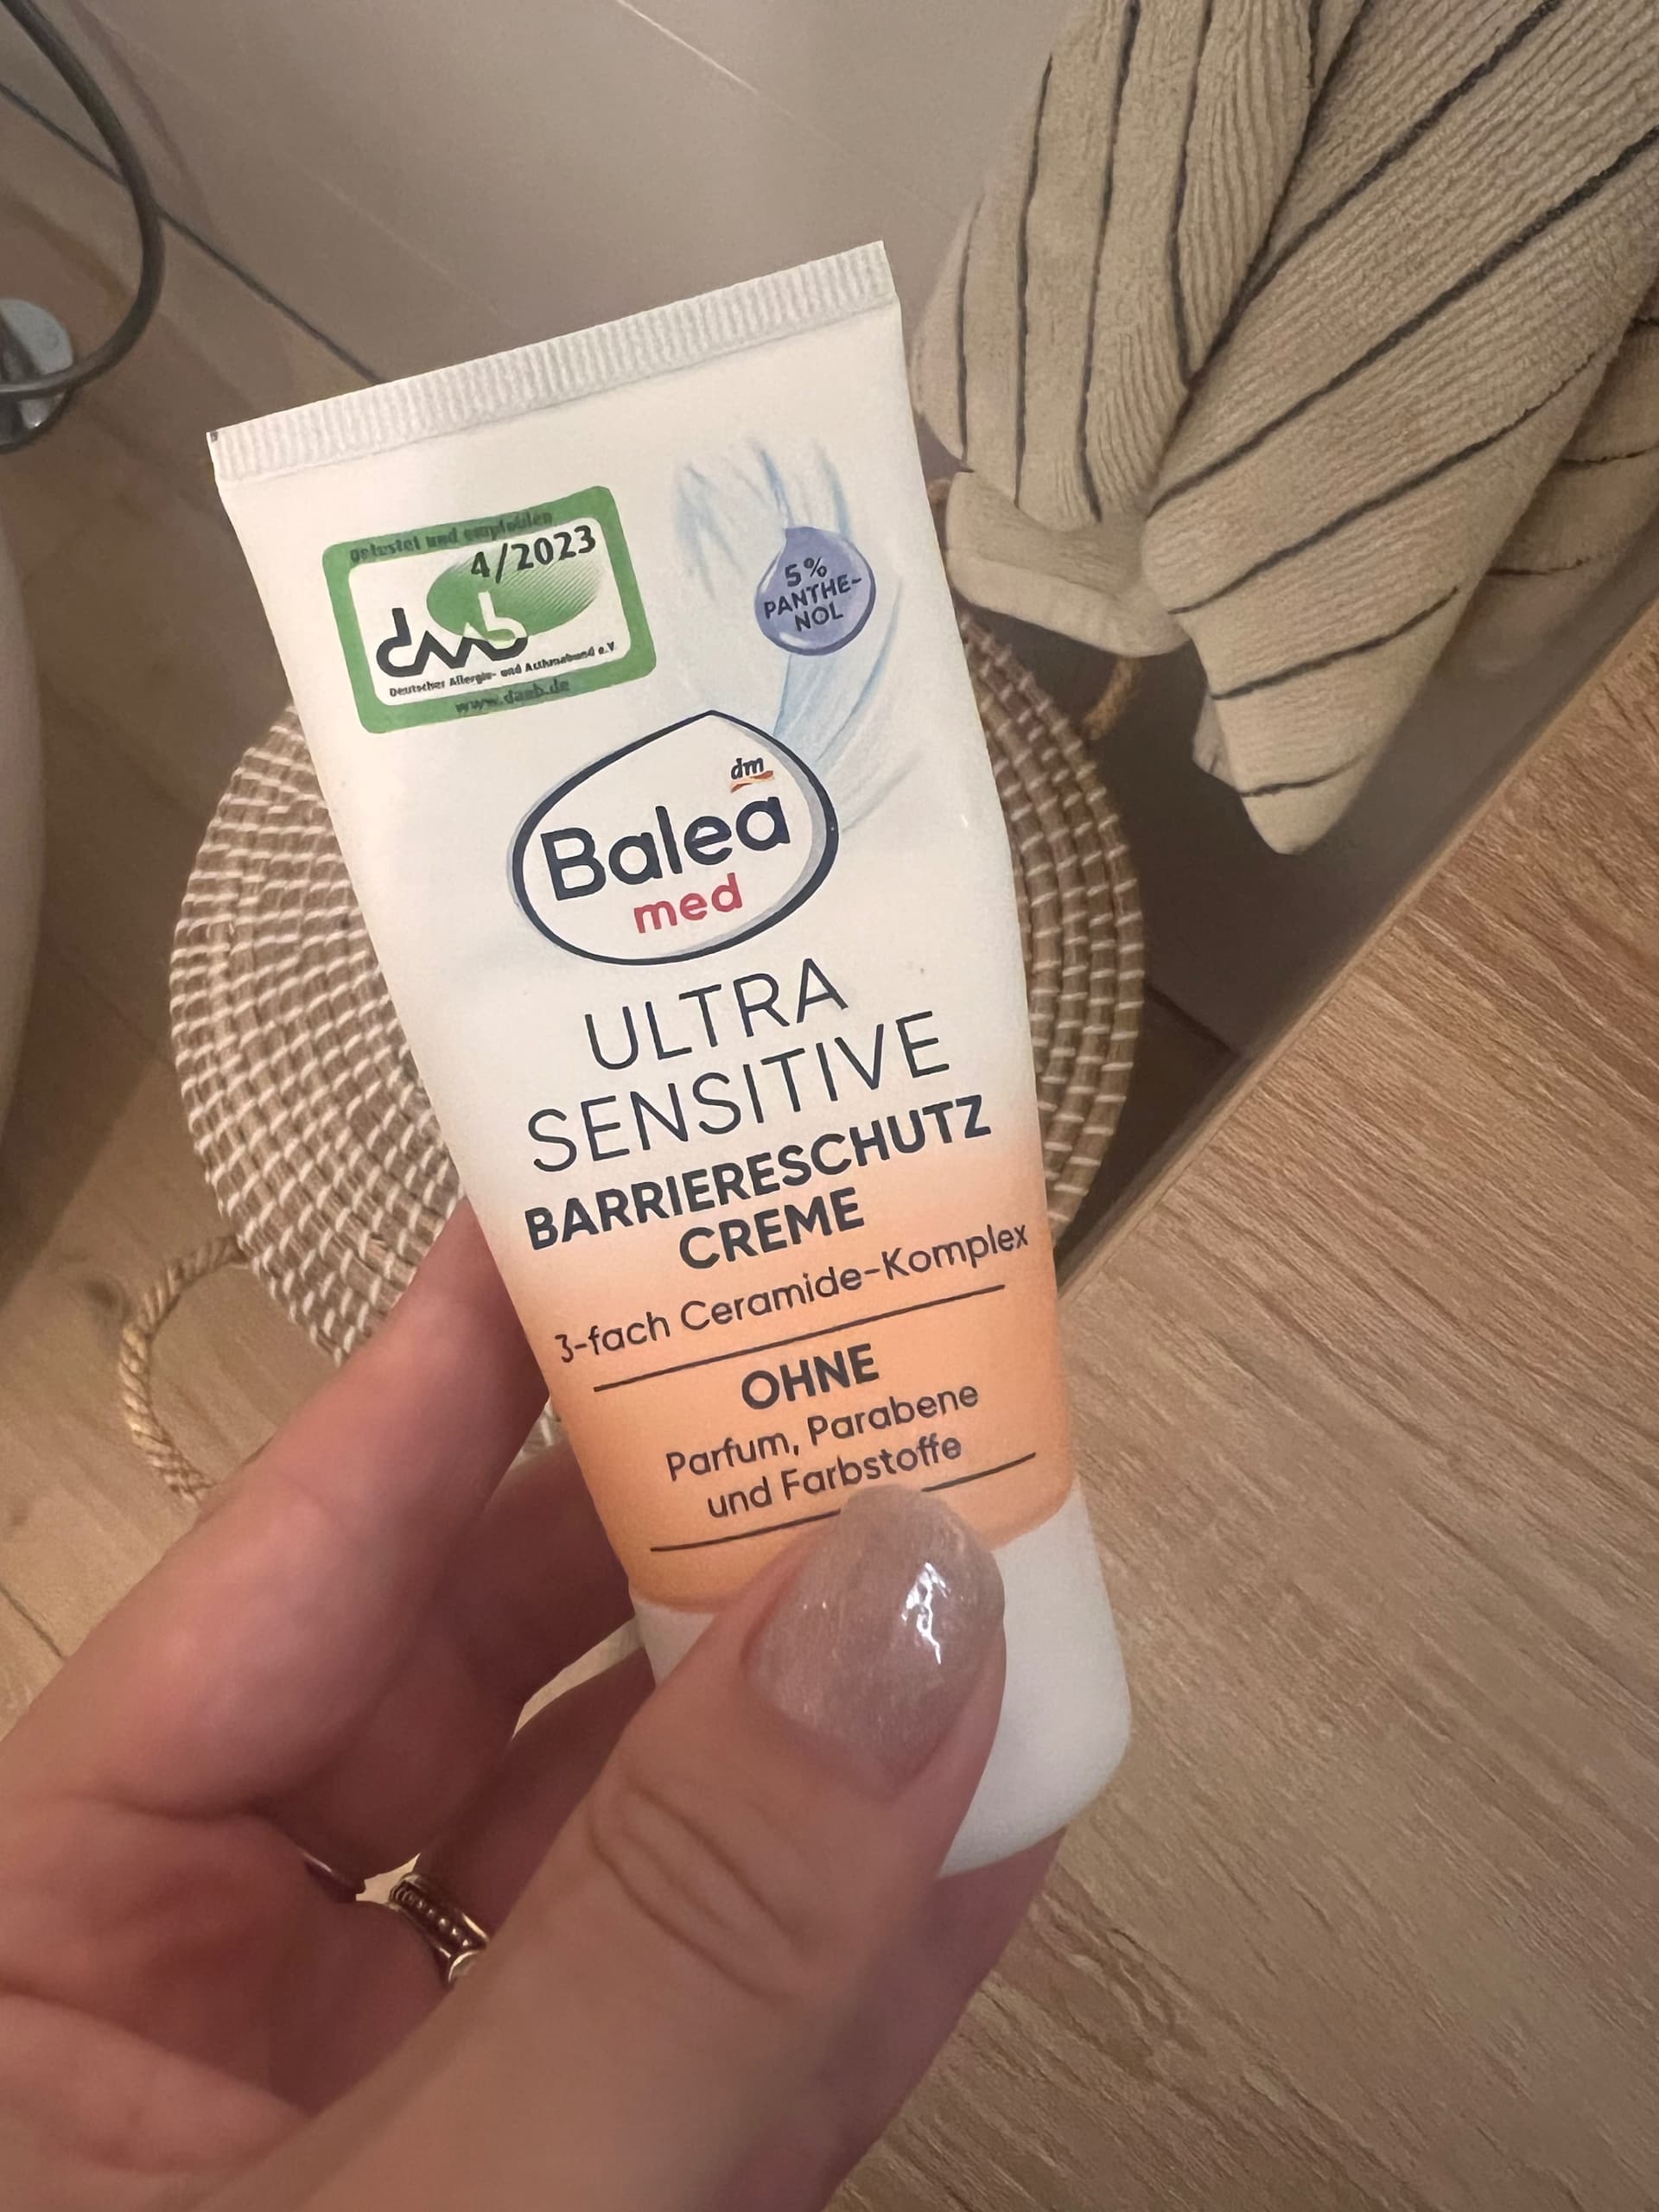 getestet und empfohlen
4/2023
daab
Deutscher Allergie- und Asthmabund e.V.
www.daab.de
5%
PANTHE-
NOL
dm
Balea
med
ULTRA
SENSITIVE
BARRIERESCHUTZ
CREME
3-fach Ceramide-Komplex
OHNE
Parfum, Parabene
und Farbstoffe